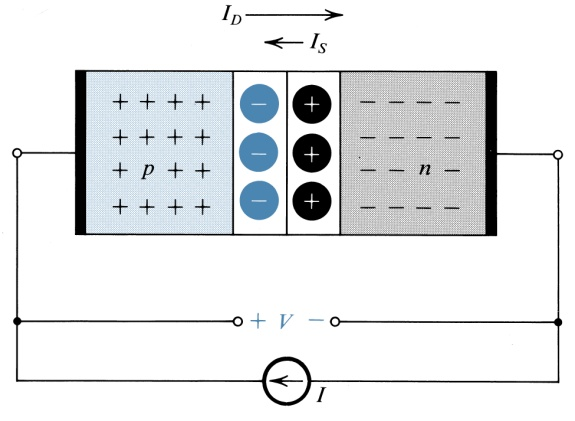 I_D
I_S
+ + + + − + − − − −
+ + + + − − − −
− +
+ p + + − − n −
+ + + + − + − − − −
+ V −
I